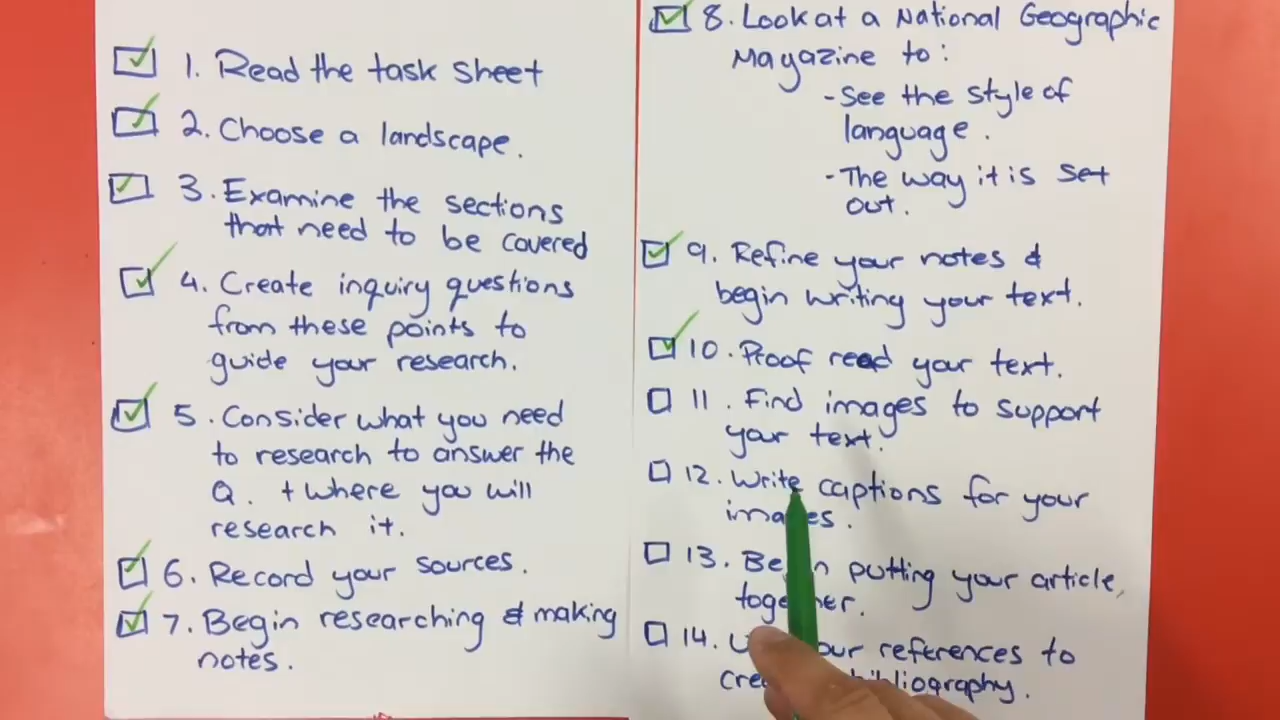 1. Read the task sheet
2. Choose a landscape.
3. Examine the sections
that need to be covered
4. Create inquiry questions
from these points to
guide your research.
5. Consider what you need
to research to answer the
Q. + where you will
research it.
6. Record your sources.
7. Begin researching & making
notes.
8. Look at a National Geographic
Magazine to:
- See the style of
language.
- The way it is set
out.
9. Refine your notes &
begin writing your text.
10. Proof read your text.
11. Find images to support
your text.
12. Write captions for your
images.
13. putting your article,
together.
14. references to
bibliography.